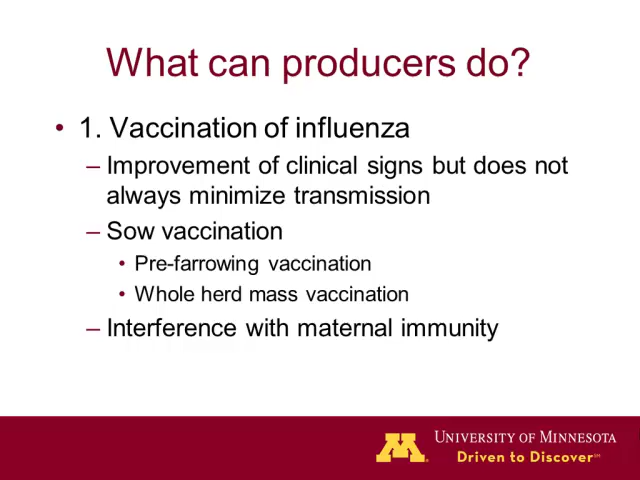 What can producers do?
• 1. Vaccination of influenza
– Improvement of clinical signs but does not
always minimize transmission
– Sow vaccination
• Pre-farrowing vaccination
• Whole herd mass vaccination
– Interference with maternal immunity
M
UNIVERSITY OF MINNESOTA
Driven to Discover℠